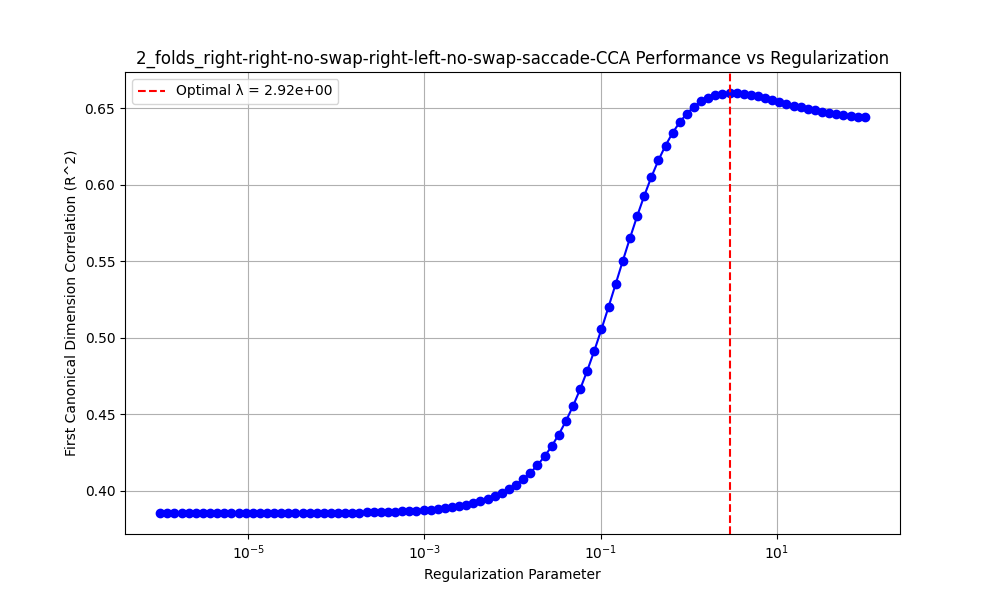 2_folds_right-right-no-swap-right-left-no-swap-saccade-CCA Performance vs Regularization
Optimal λ = 2.92e+00
First Canonical Dimension Correlation (R^2)
0.65
0.60
0.55
0.50
0.45
0.40
10⁻⁵ 10⁻³ 10⁻¹ 10¹
Regularization Parameter